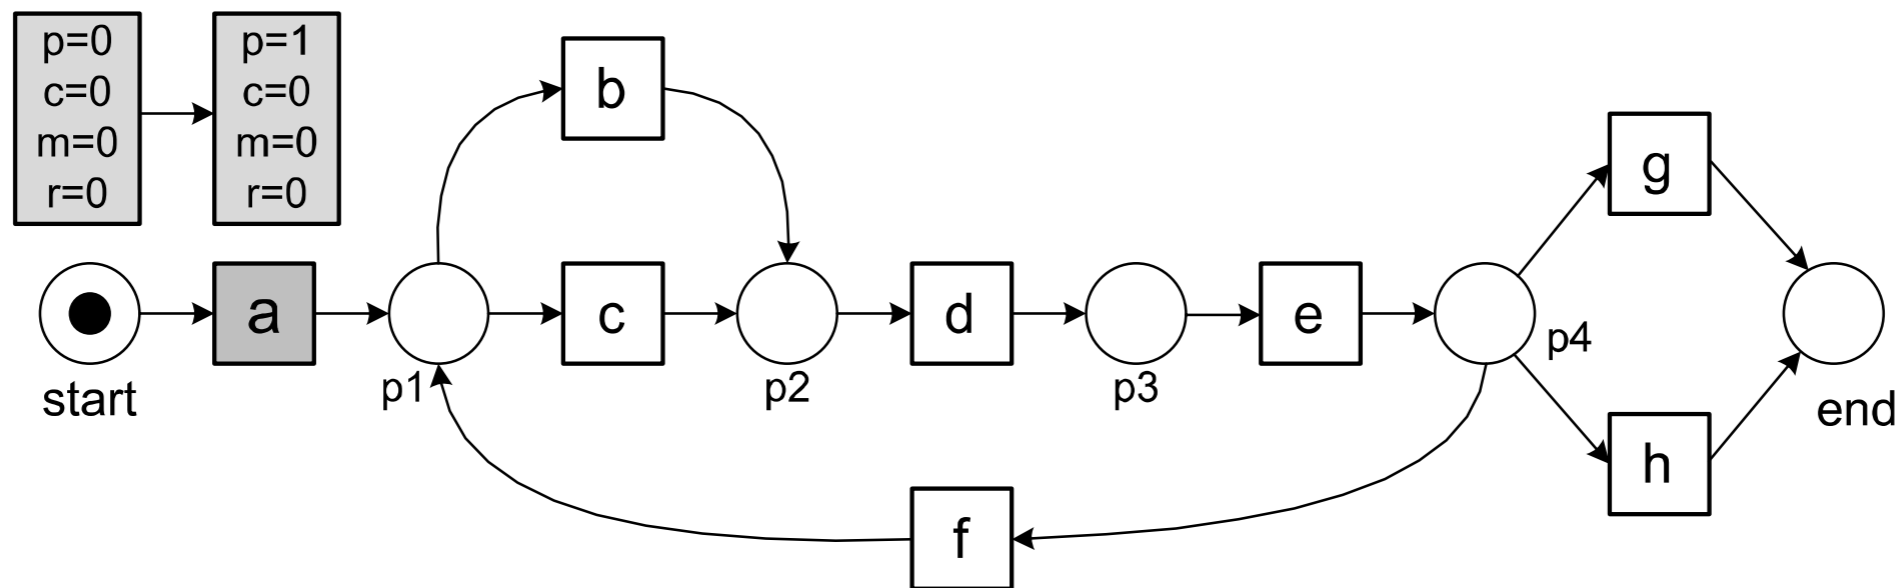 p=0
c=0
m=0
r=0
p=1
c=0
m=0
r=0
b
g
a
c
d
e
p4
start
p1
p2
p3
end
h
f